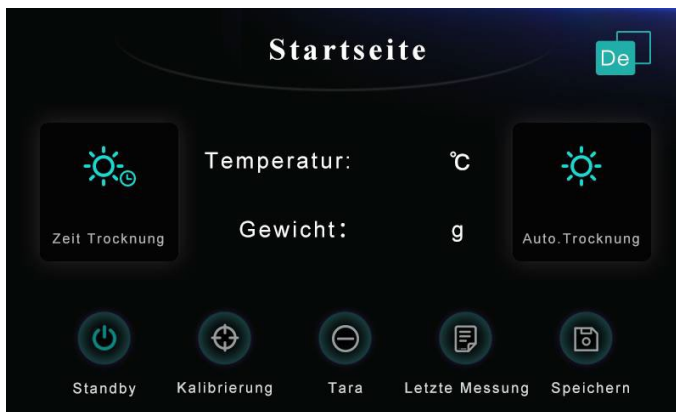 Startseite
De
Temperatur: ℃
Zeit Trocknung
Gewicht: g
Auto.Trocknung
Standby
Kalibrierung
Tara
Letzte Messung
Speichern